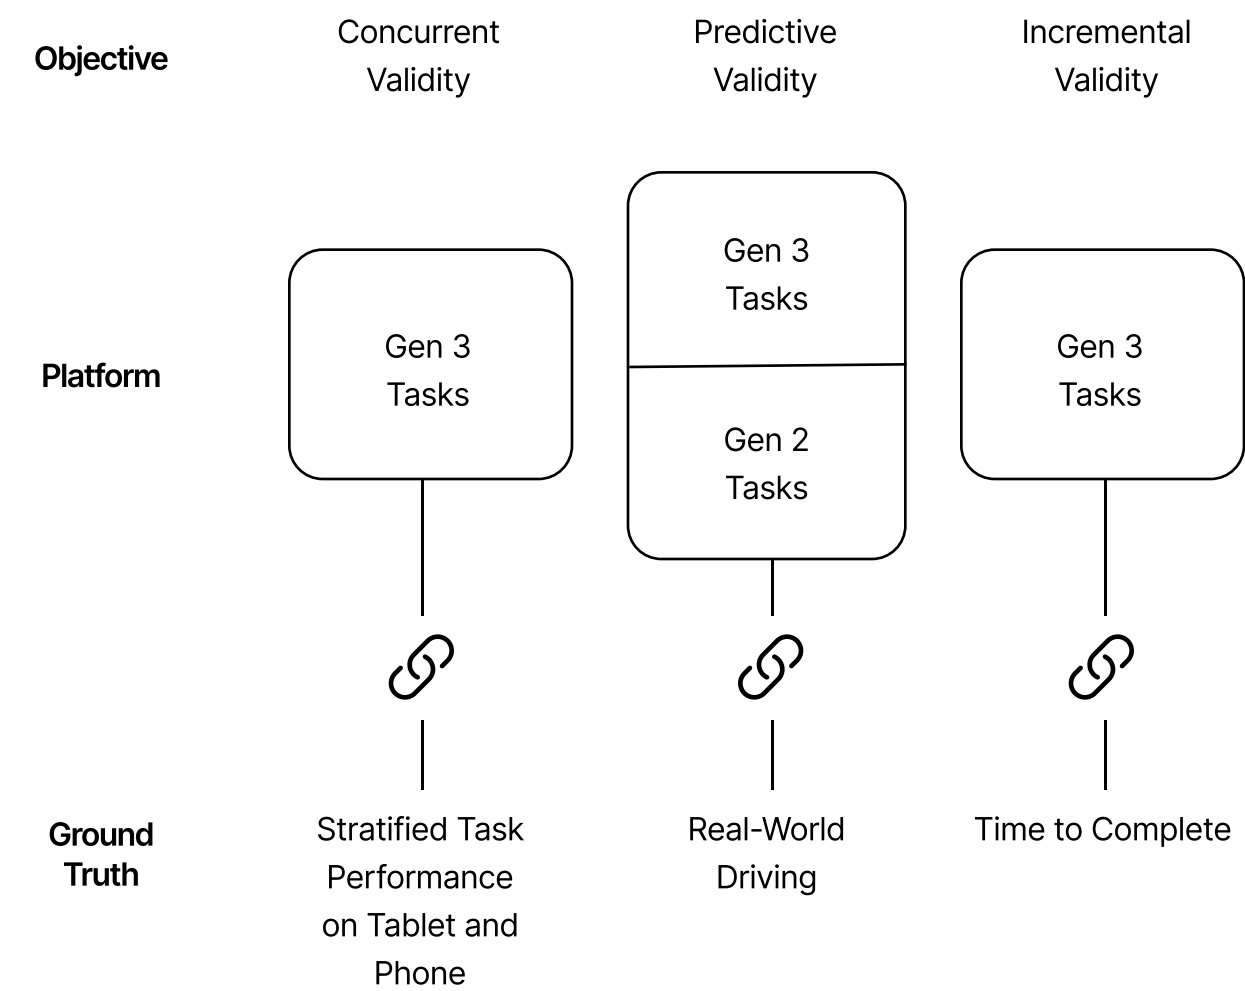 Objective
Concurrent
Validity
Predictive
Validity
Incremental
Validity
Platform
Gen 3
Tasks
Gen 3
Tasks
Gen 2
Tasks
Gen 3
Tasks
Ground
Truth
Stratified Task
Performance
on Tablet and
Phone
Real-World
Driving
Time to Complete